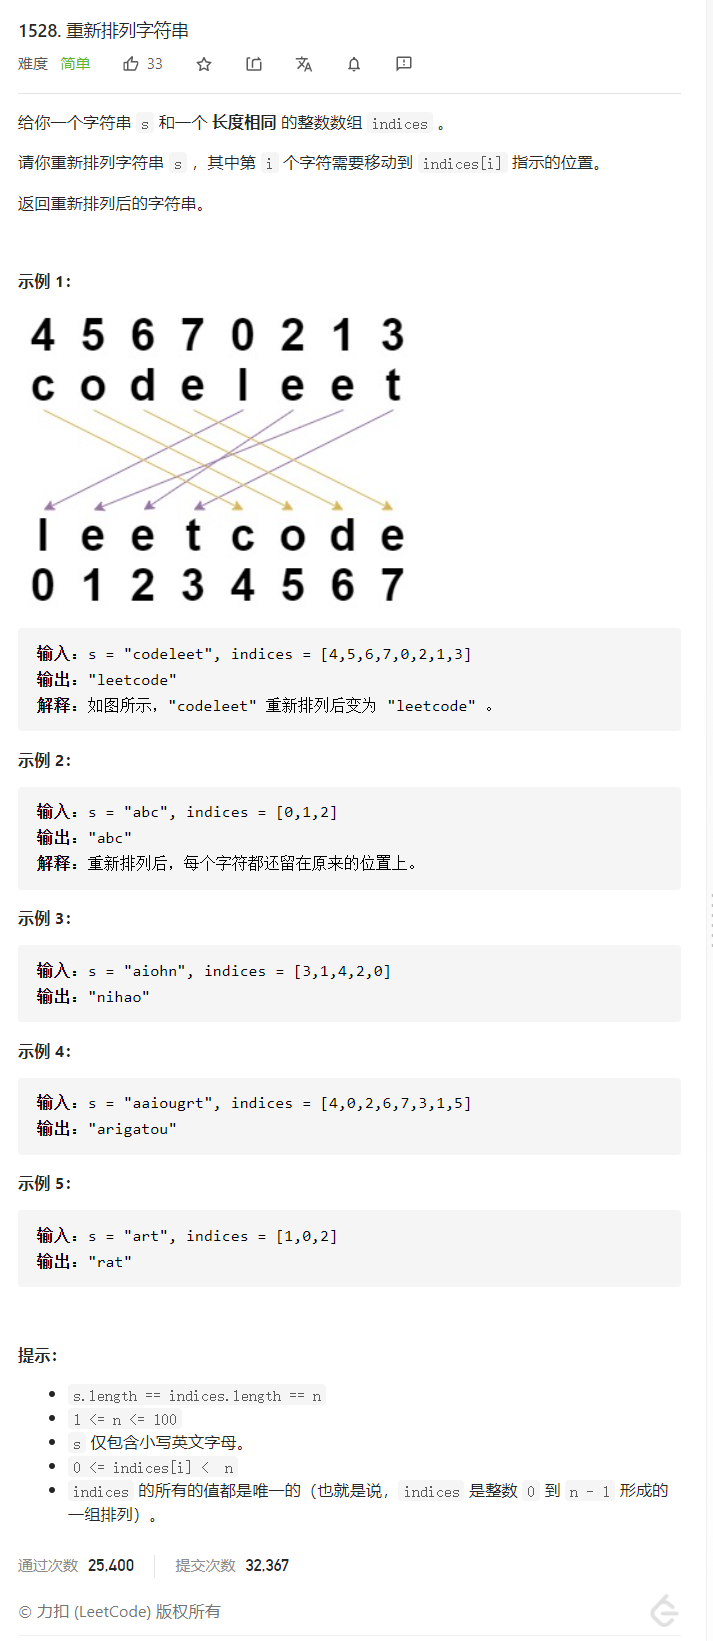 1528. 重新排列字符串
难度 简单 33
给你一个字符串 s 和一个 长度相同 的整数数组 indices 。
请你重新排列字符串 s ，其中第 i 个字符需要移动到 indices[i] 指示的位置。
返回重新排列后的字符串。
示例 1：
4 5 6 7 0 2 1 3
c o d e l e e t
l e e t c o d e
0 1 2 3 4 5 6 7
输入：s = "codeleet", indices = [4,5,6,7,0,2,1,3]
输出："leetcode"
解释：如图所示，"codeleet" 重新排列后变为 "leetcode" 。
示例 2：
输入：s = "abc", indices = [0,1,2]
输出："abc"
解释：重新排列后，每个字符都还留在原来的位置上。
示例 3：
输入：s = "aiohn", indices = [3,1,4,2,0]
输出："nihao"
示例 4：
输入：s = "aaiougrt", indices = [4,0,2,6,7,3,1,5]
输出："arigatou"
示例 5：
输入：s = "art", indices = [1,0,2]
输出："rat"
提示：
s.length == indices.length == n
1 <= n <= 100
s 仅包含小写英文字母。
0 <= indices[i] < n
indices 的所有的值都是唯一的（也就是说，indices 是整数 0 到 n - 1 形成的
一组排列）。
通过次数 25,400 提交次数 32,367
© 力扣 (LeetCode) 版权所有